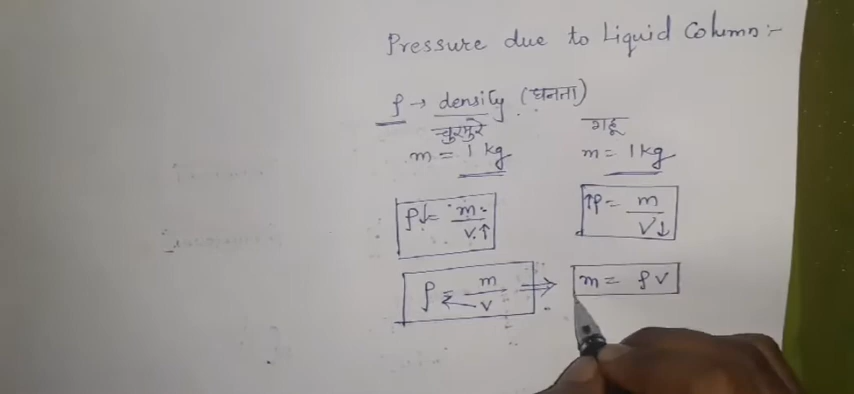 Pressure due to Liquid Column :-
ρ → density (घनता)
चुरमुरे गहू
m = 1 kg m = 1 kg
ρ↓ = m/V↑ ↑ρ = m/V↓
ρ = m/V ⇒ m = ρV